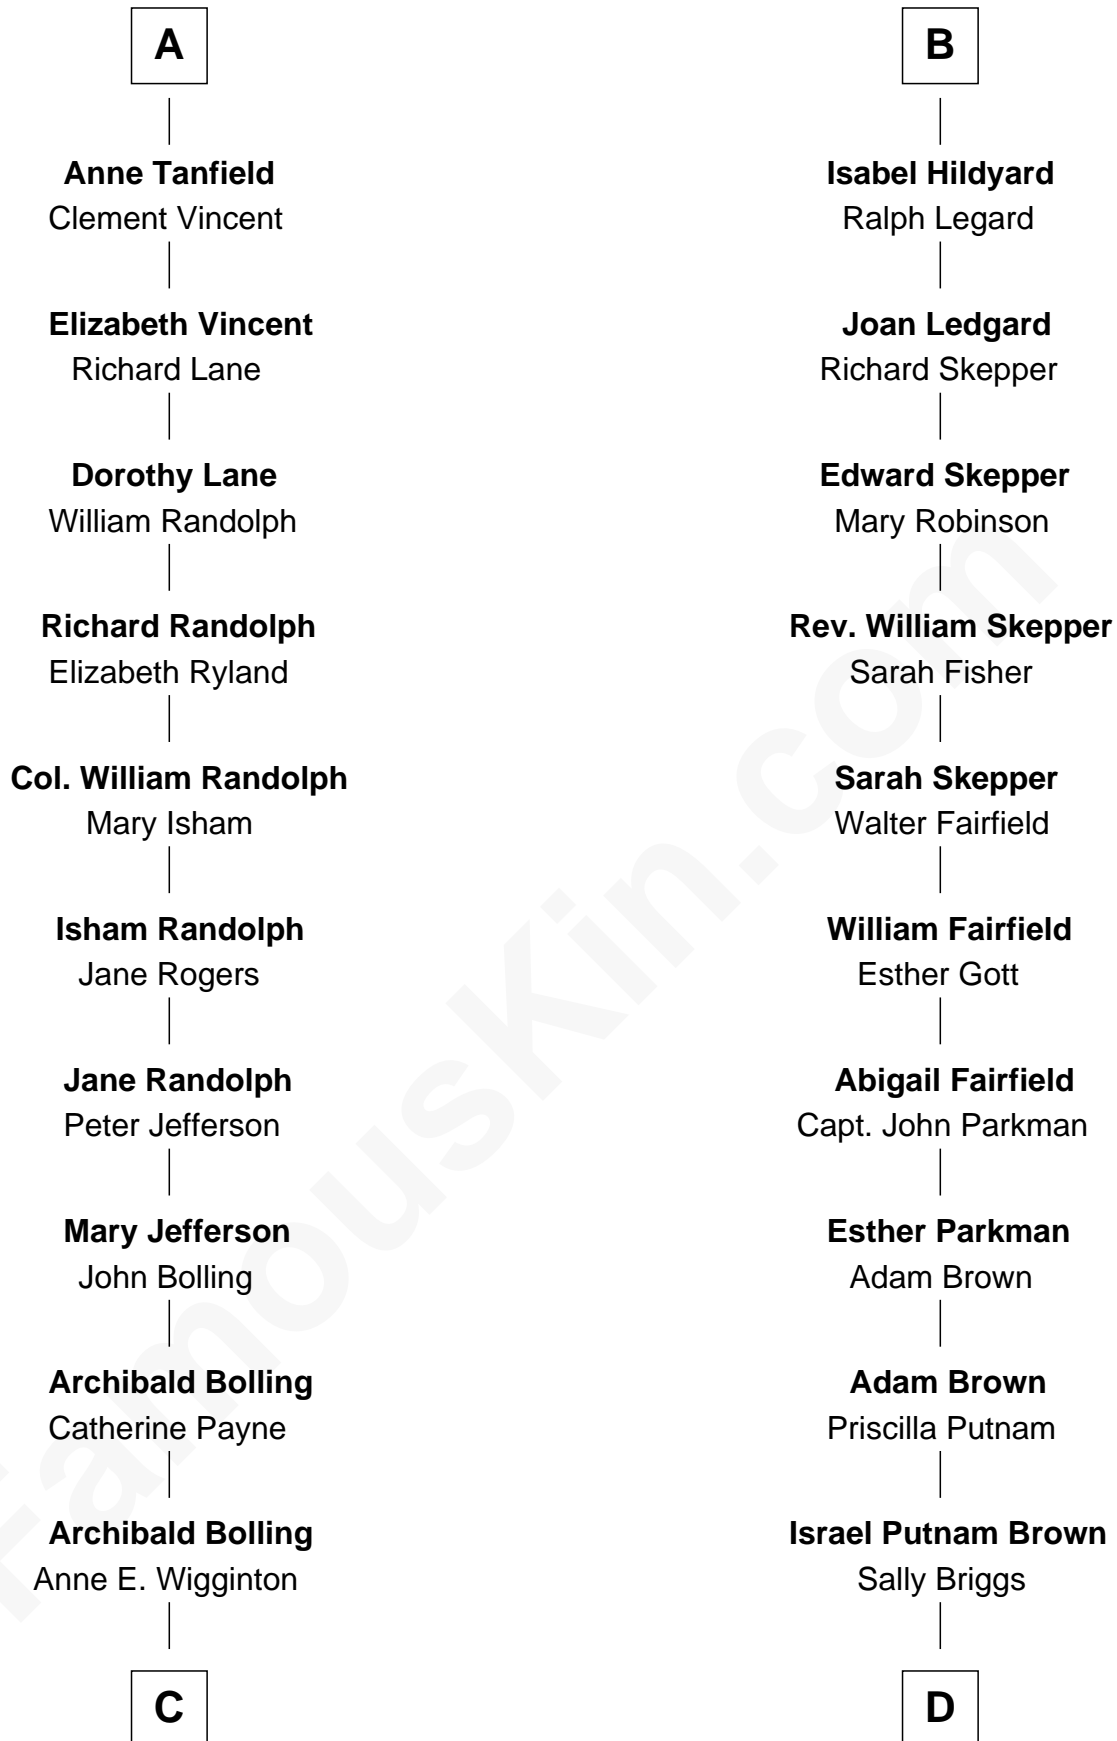 A
Anne Tanfield
Clement Vincent
Elizabeth Vincent
Richard Lane
Dorothy Lane
William Randolph
Richard Randolph
Elizabeth Ryland
Col. William Randolph
Mary Isham
Isham Randolph
Jane Rogers
Jane Randolph
Peter Jefferson
Mary Jefferson
John Bolling
Archibald Bolling
Catherine Payne
Archibald Bolling
Anne E. Wigginton
C
B
Isabel Hildyard
Ralph Legard
Joan Ledgard
Richard Skepper
Edward Skepper
Mary Robinson
Rev. William Skepper
Sarah Fisher
Sarah Skepper
Walter Fairfield
William Fairfield
Esther Gott
Abigail Fairfield
Capt. John Parkman
Esther Parkman
Adam Brown
Adam Brown
Priscilla Putnam
Israel Putnam Brown
Sally Briggs
D
FamousKin.com